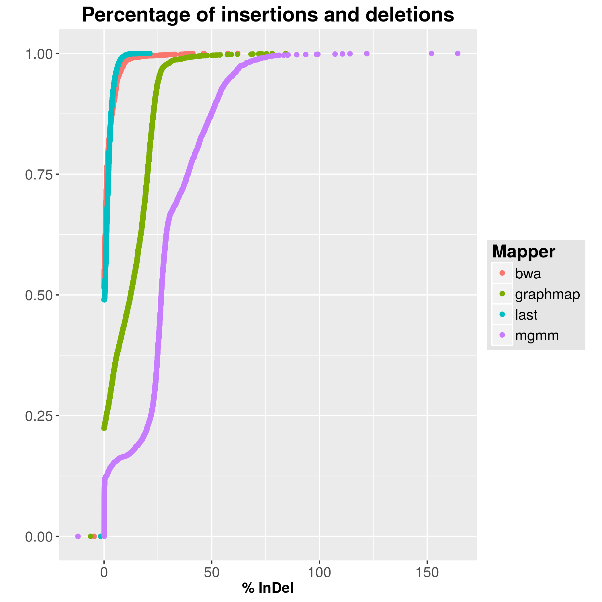 Percentage of insertions and deletions
1.00
0.75
0.50
0.25
0.00
0
50
100
150
% InDel
Mapper
bwa
graphmap
last
mgmm